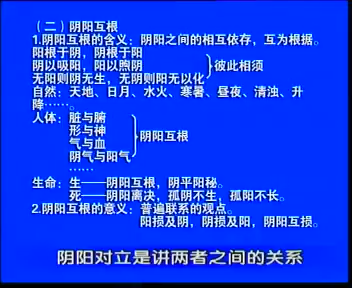 （二）阴阳互根
1.阴阳互根的含义：阴阳之间的相互依存，互为根据。
阳根于阴，阴根于阳
阴以吸阳，阳以煦阴
彼此相须
无阳则阴无生，无阴则阳无以化
自然：天地、日月、水火、寒暑、昼夜、清浊、升
降……。
人体：脏与腑
形与神
气与血
阴阳互根
阴气与阳气
……
生命：生——阴阳互根，阴平阳秘。
死——阴阳离决，孤阴不生，孤阳不长。
2.阴阳互根的意义：普遍联系的观点。
阳损及阴，阴损及阳，阴阳互损。
阴阳对立是讲两者之间的关系